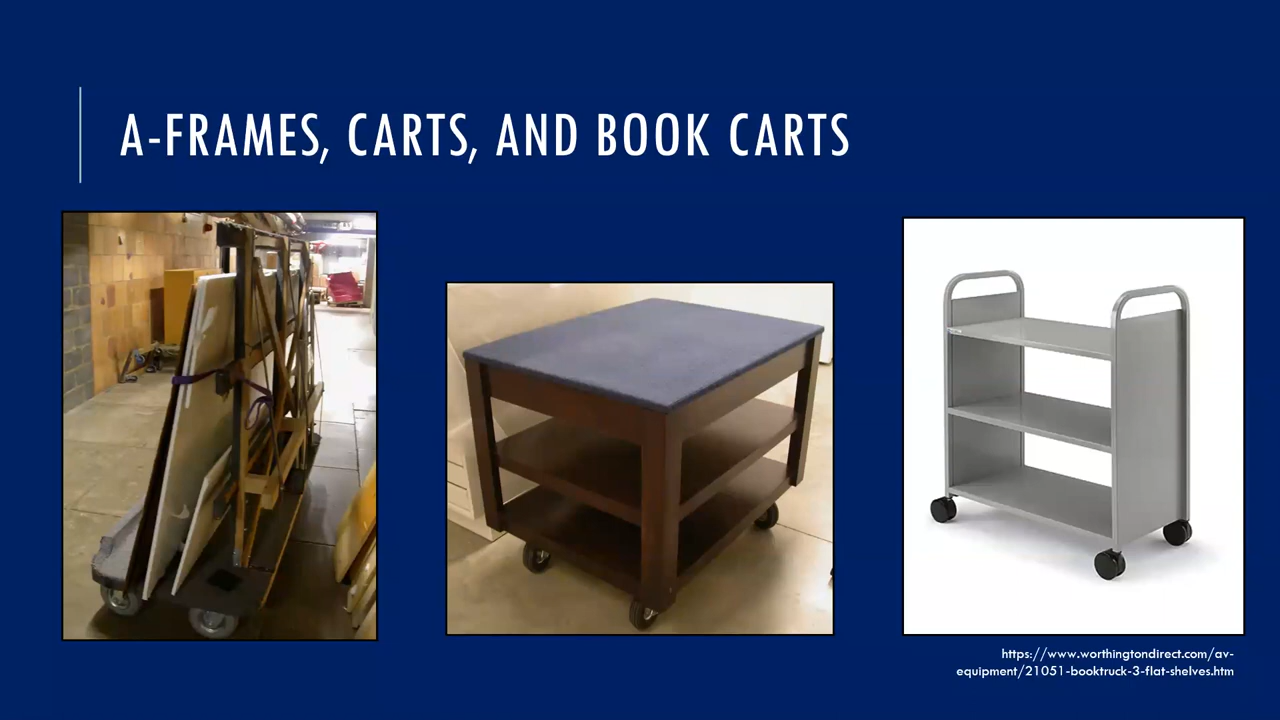 A-FRAMES, CARTS, AND BOOK CARTS
https://www.worthingtondirect.com/av-
equipment/21051-booktruck-3-flat-shelves.htm